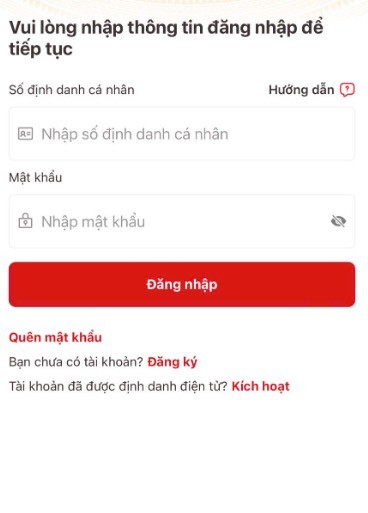 Vui lòng nhập thông tin đăng nhập để
tiếp tục
Số định danh cá nhân Hướng dẫn
Nhập số định danh cá nhân
Mật khẩu
Nhập mật khẩu
Đăng nhập
Quên mật khẩu
Bạn chưa có tài khoản? Đăng ký
Tài khoản đã được định danh điện tử? Kích hoạt